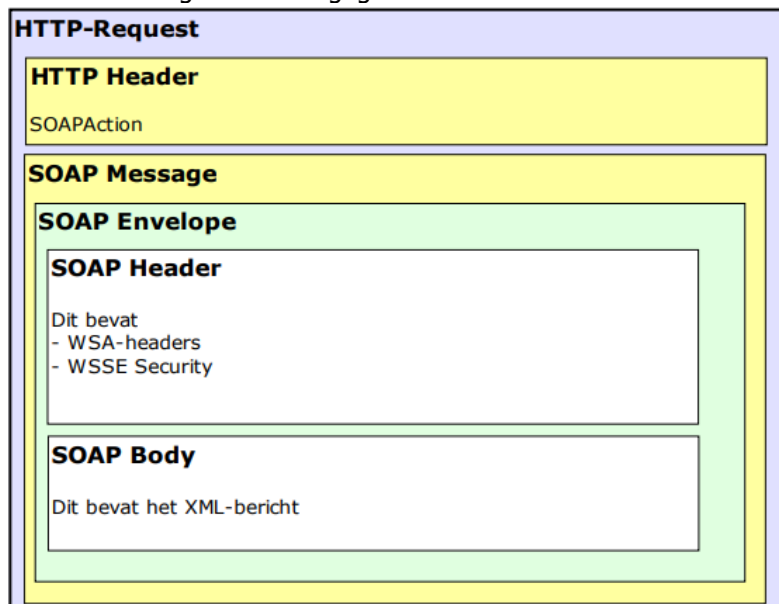 HTTP-Request
HTTP Header
SOAPAction
SOAP Message
SOAP Envelope
SOAP Header
Dit bevat
- WSA-headers
- WSSE Security
SOAP Body
Dit bevat het XML-bericht